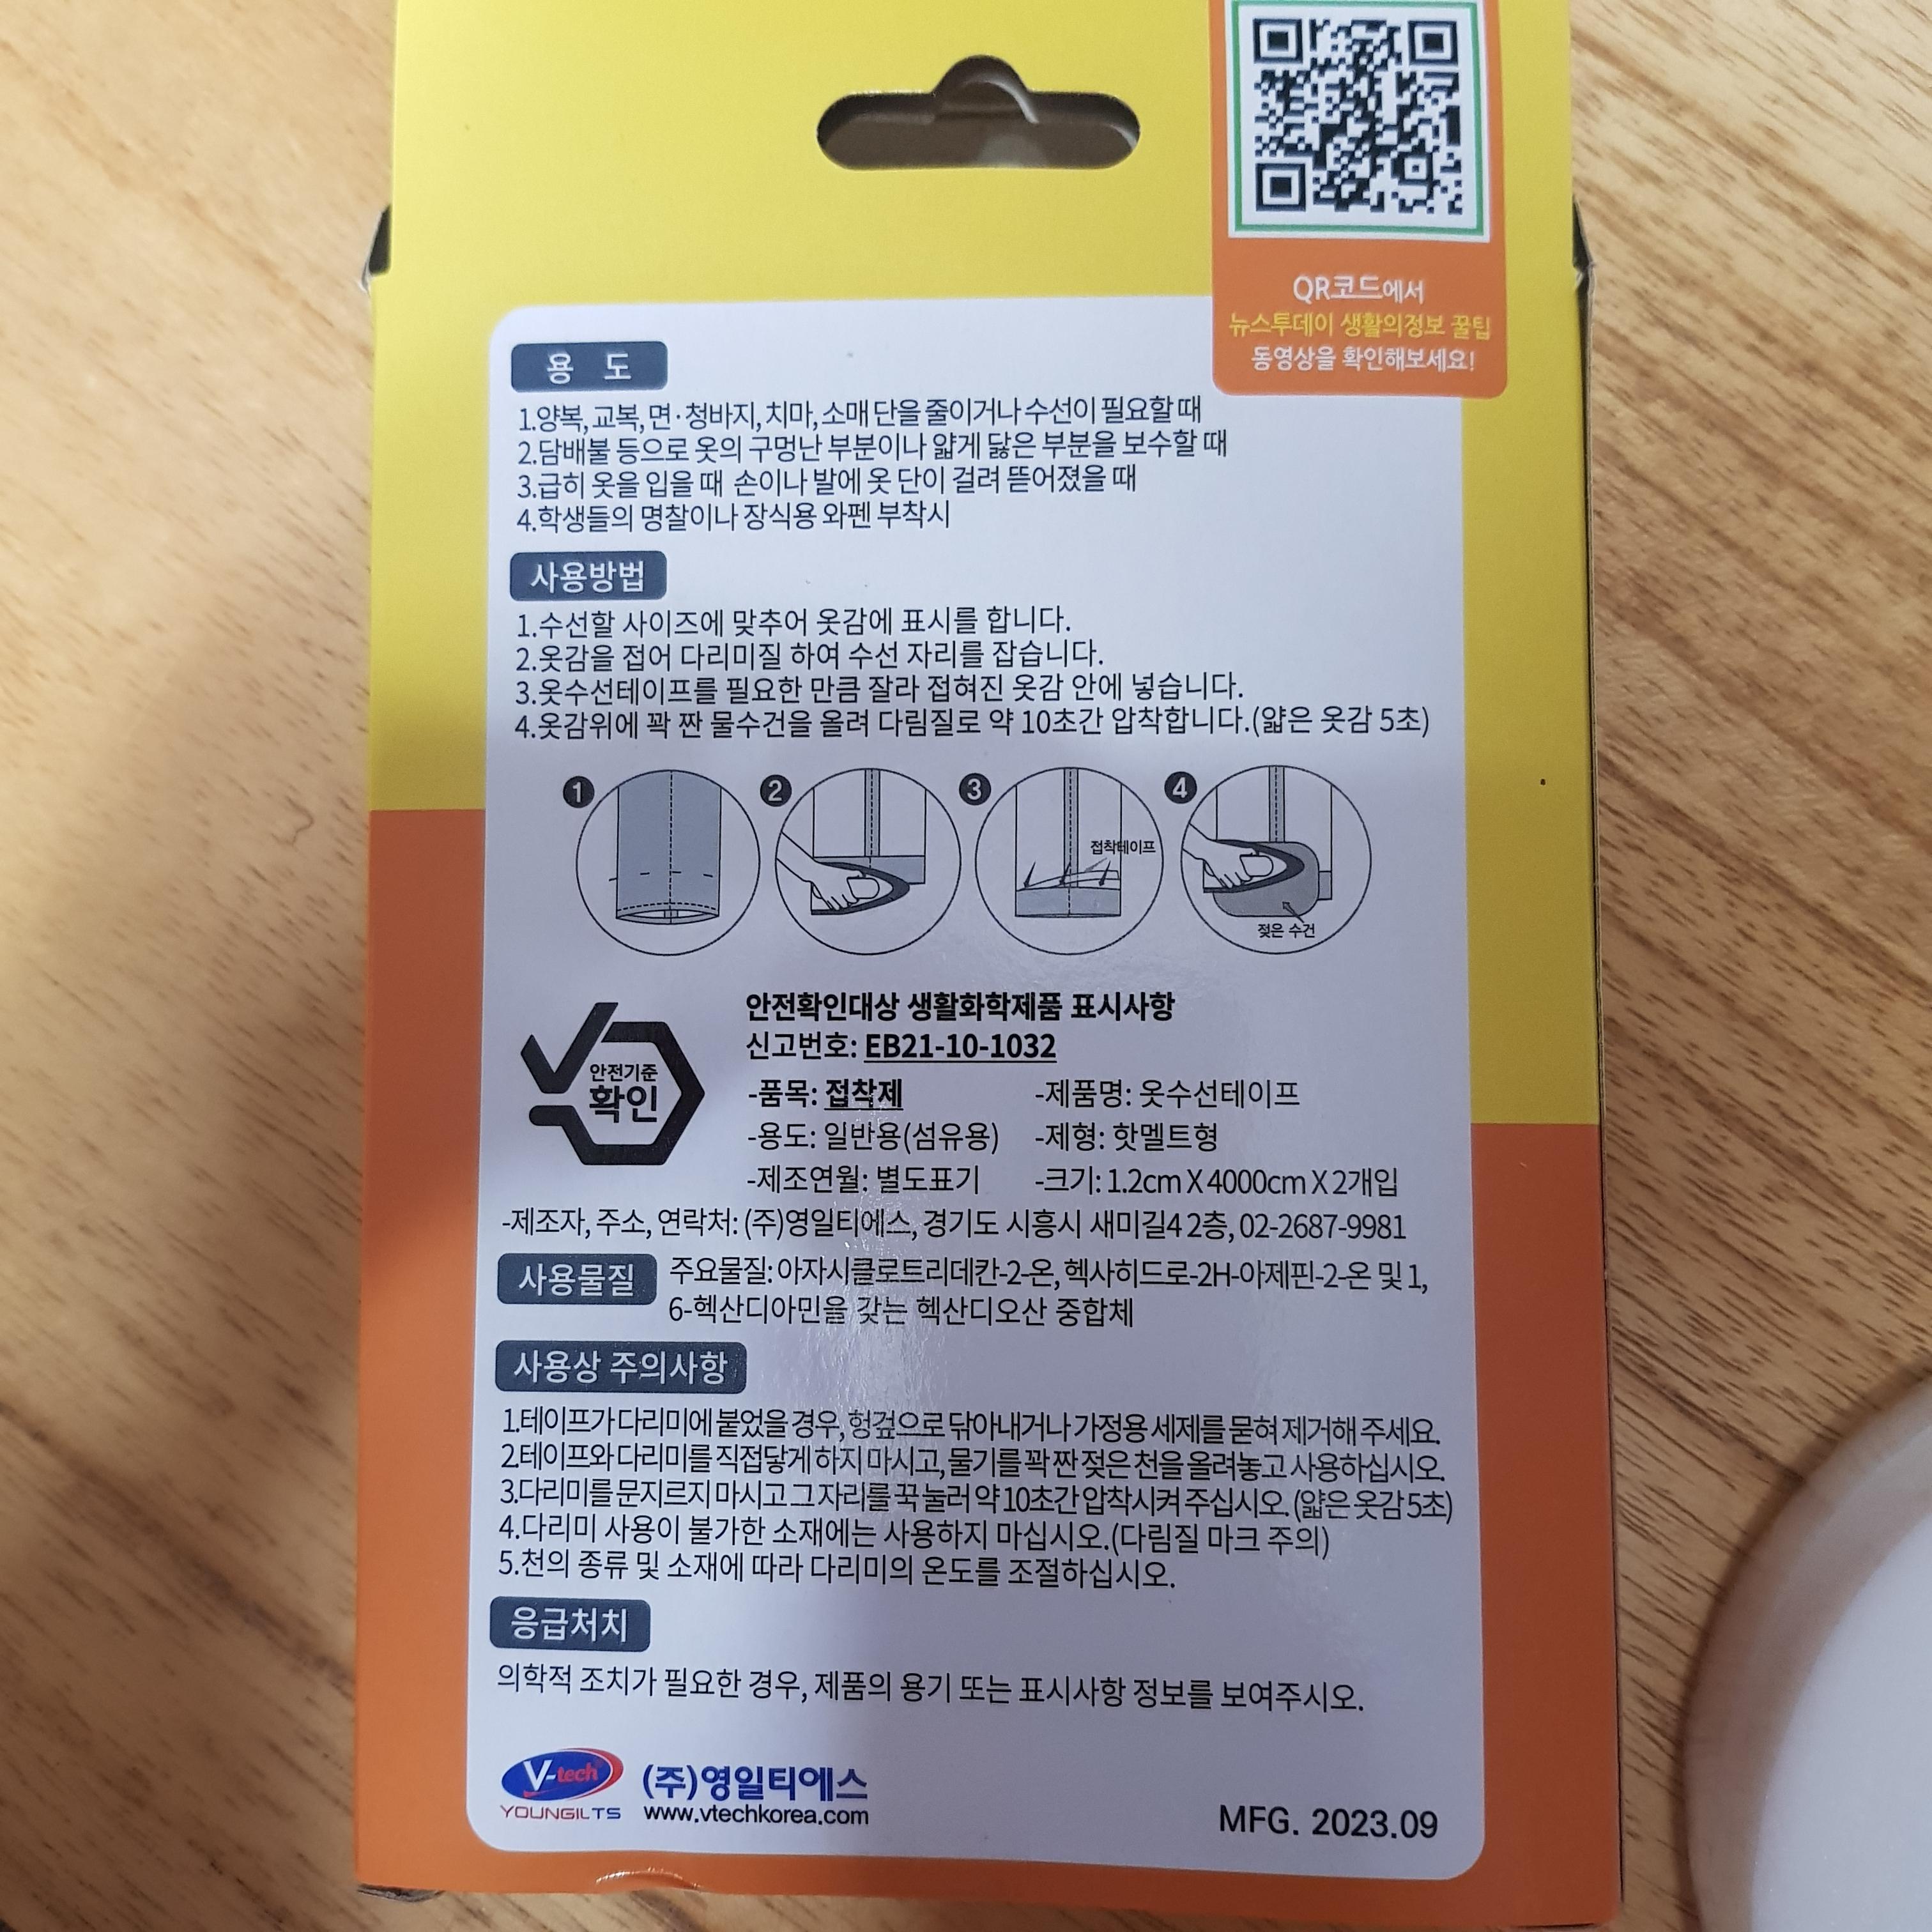 QR코드에서
뉴스투데이 생활의정보 꿀팁
동영상을 확인해보세요!
용 도
1.양복, 교복, 면·청바지, 치마, 소매 단을 줄이거나 수선이 필요할 때
2.담배불 등으로 옷의 구멍난 부분이나 얇게 닳은 부분을 보수할 때
3.급히 옷을 입을 때 손이나 발에 옷 단이 걸려 뜯어졌을 때
4.학생들의 명찰이나 장식용 와펜 부착시
사용방법
1.수선할 사이즈에 맞추어 옷감에 표시를 합니다.
2.옷감을 접어 다리미질 하여 수선 자리를 잡습니다.
3.옷수선테이프를 필요한 만큼 잘라 접혀진 옷감 안에 넣습니다.
4.옷감위에 꽉 짠 물수건을 올려 다림질로 약 10초간 압착합니다.(얇은 옷감 5초)
1 2 3 4
접착테이프
젖은 수건
안전기준
확인
안전확인대상 생활화학제품 표시사항
신고번호: EB21-10-1032
-품목: 접착제 -제품명: 옷수선테이프
-용도: 일반용(섬유용) -제형: 핫멜트형
-제조연월: 별도표기 -크기: 1.2cm X 4000cm X 2개입
-제조자, 주소, 연락처: (주)영일티에스, 경기도 시흥시 새미길4 2층, 02-2687-9981
사용물질 주요물질: 아자시클로트리데칸-2-온, 헥사히드로-2H-아제핀-2-온 및 1,
6-헥산디아민을 갖는 헥산디오산 중합체
사용상 주의사항
1.테이프가 다리미에 붙었을 경우, 헝겊으로 닦아내거나 가정용 세제를 묻혀 제거해 주세요.
2.테이프와 다리미를 직접닿게 하지 마시고, 물기를 꽉 짠 젖은 천을 올려놓고 사용하십시오.
3.다리미를 문지르지 마시고 그 자리를 꾹 눌러 약 10초간 압착시켜 주십시오. (얇은 옷감 5초)
4.다리미 사용이 불가한 소재에는 사용하지 마십시오.(다림질 마크 주의)
5.천의 종류 및 소재에 따라 다리미의 온도를 조절하십시오.
응급처치
의학적 조치가 필요한 경우, 제품의 용기 또는 표시사항 정보를 보여주시오.
V-tech
YOUNGILTS
(주)영일티에스
www.vtechkorea.com
MFG. 2023.09